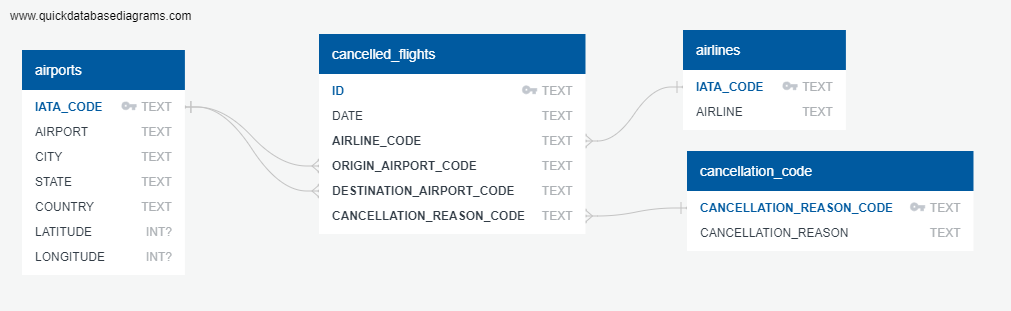 www.quickdatabasediagrams.com
airports
IATA_CODE TEXT
AIRPORT TEXT
CITY TEXT
STATE TEXT
COUNTRY TEXT
LATITUDE INT?
LONGITUDE INT?
cancelled_flights
ID TEXT
DATE TEXT
AIRLINE_CODE TEXT
ORIGIN_AIRPORT_CODE TEXT
DESTINATION_AIRPORT_CODE TEXT
CANCELLATION_REASON_CODE TEXT
airlines
IATA_CODE TEXT
AIRLINE TEXT
cancellation_code
CANCELLATION_REASON_CODE TEXT
CANCELLATION_REASON TEXT